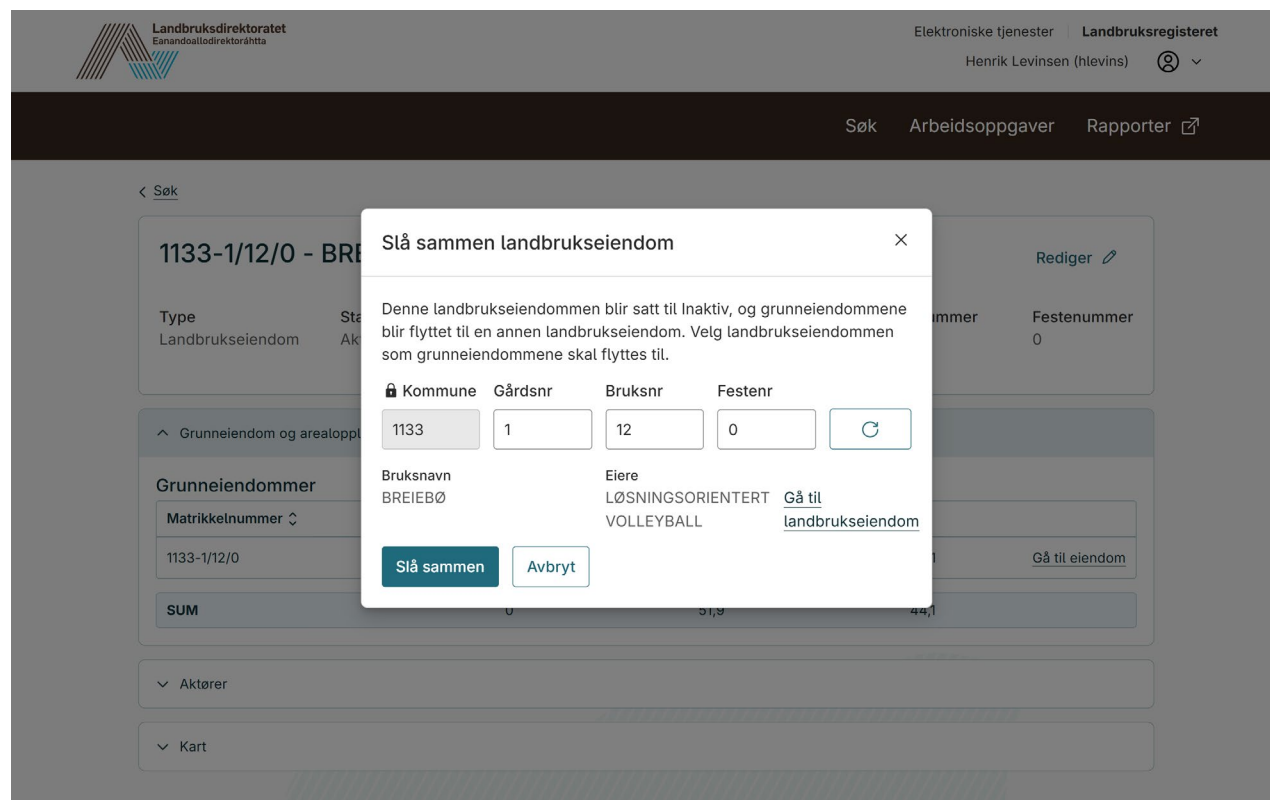 Landbruksdirektoratet
Eanandoallodirektoráhtta
Elektroniske tjenester Landbruksregisteret
Henrik Levinsen (hlevins)
Søk Arbeidsoppgaver Rapporter
Søk
1133-1/12/0 - BRE
Rediger
Type
Landbrukseiendom
Festenummer
0
Slå sammen landbrukseiendom
Denne landbrukseiendommen blir satt til Inaktiv, og grunneiendommene
blir flyttet til en annen landbrukseiendom. Velg landbrukseiendommen
som grunneiendommene skal flyttes til.
Kommune Gårdsnr Bruksnr Festenr
1133 1 12 0
Bruksnavn Eiere
BREIEBØ LØSNINGSORIENTERT Gå til
VOLLEYBALL landbrukseiendom
Slå sammen Avbryt
Grunneiendom og arealoppl
Grunneiendommer
Matrikkelnummer
1133-1/12/0 Gå til eiendom
SUM 0 51,9 44,1
Aktører
Kart